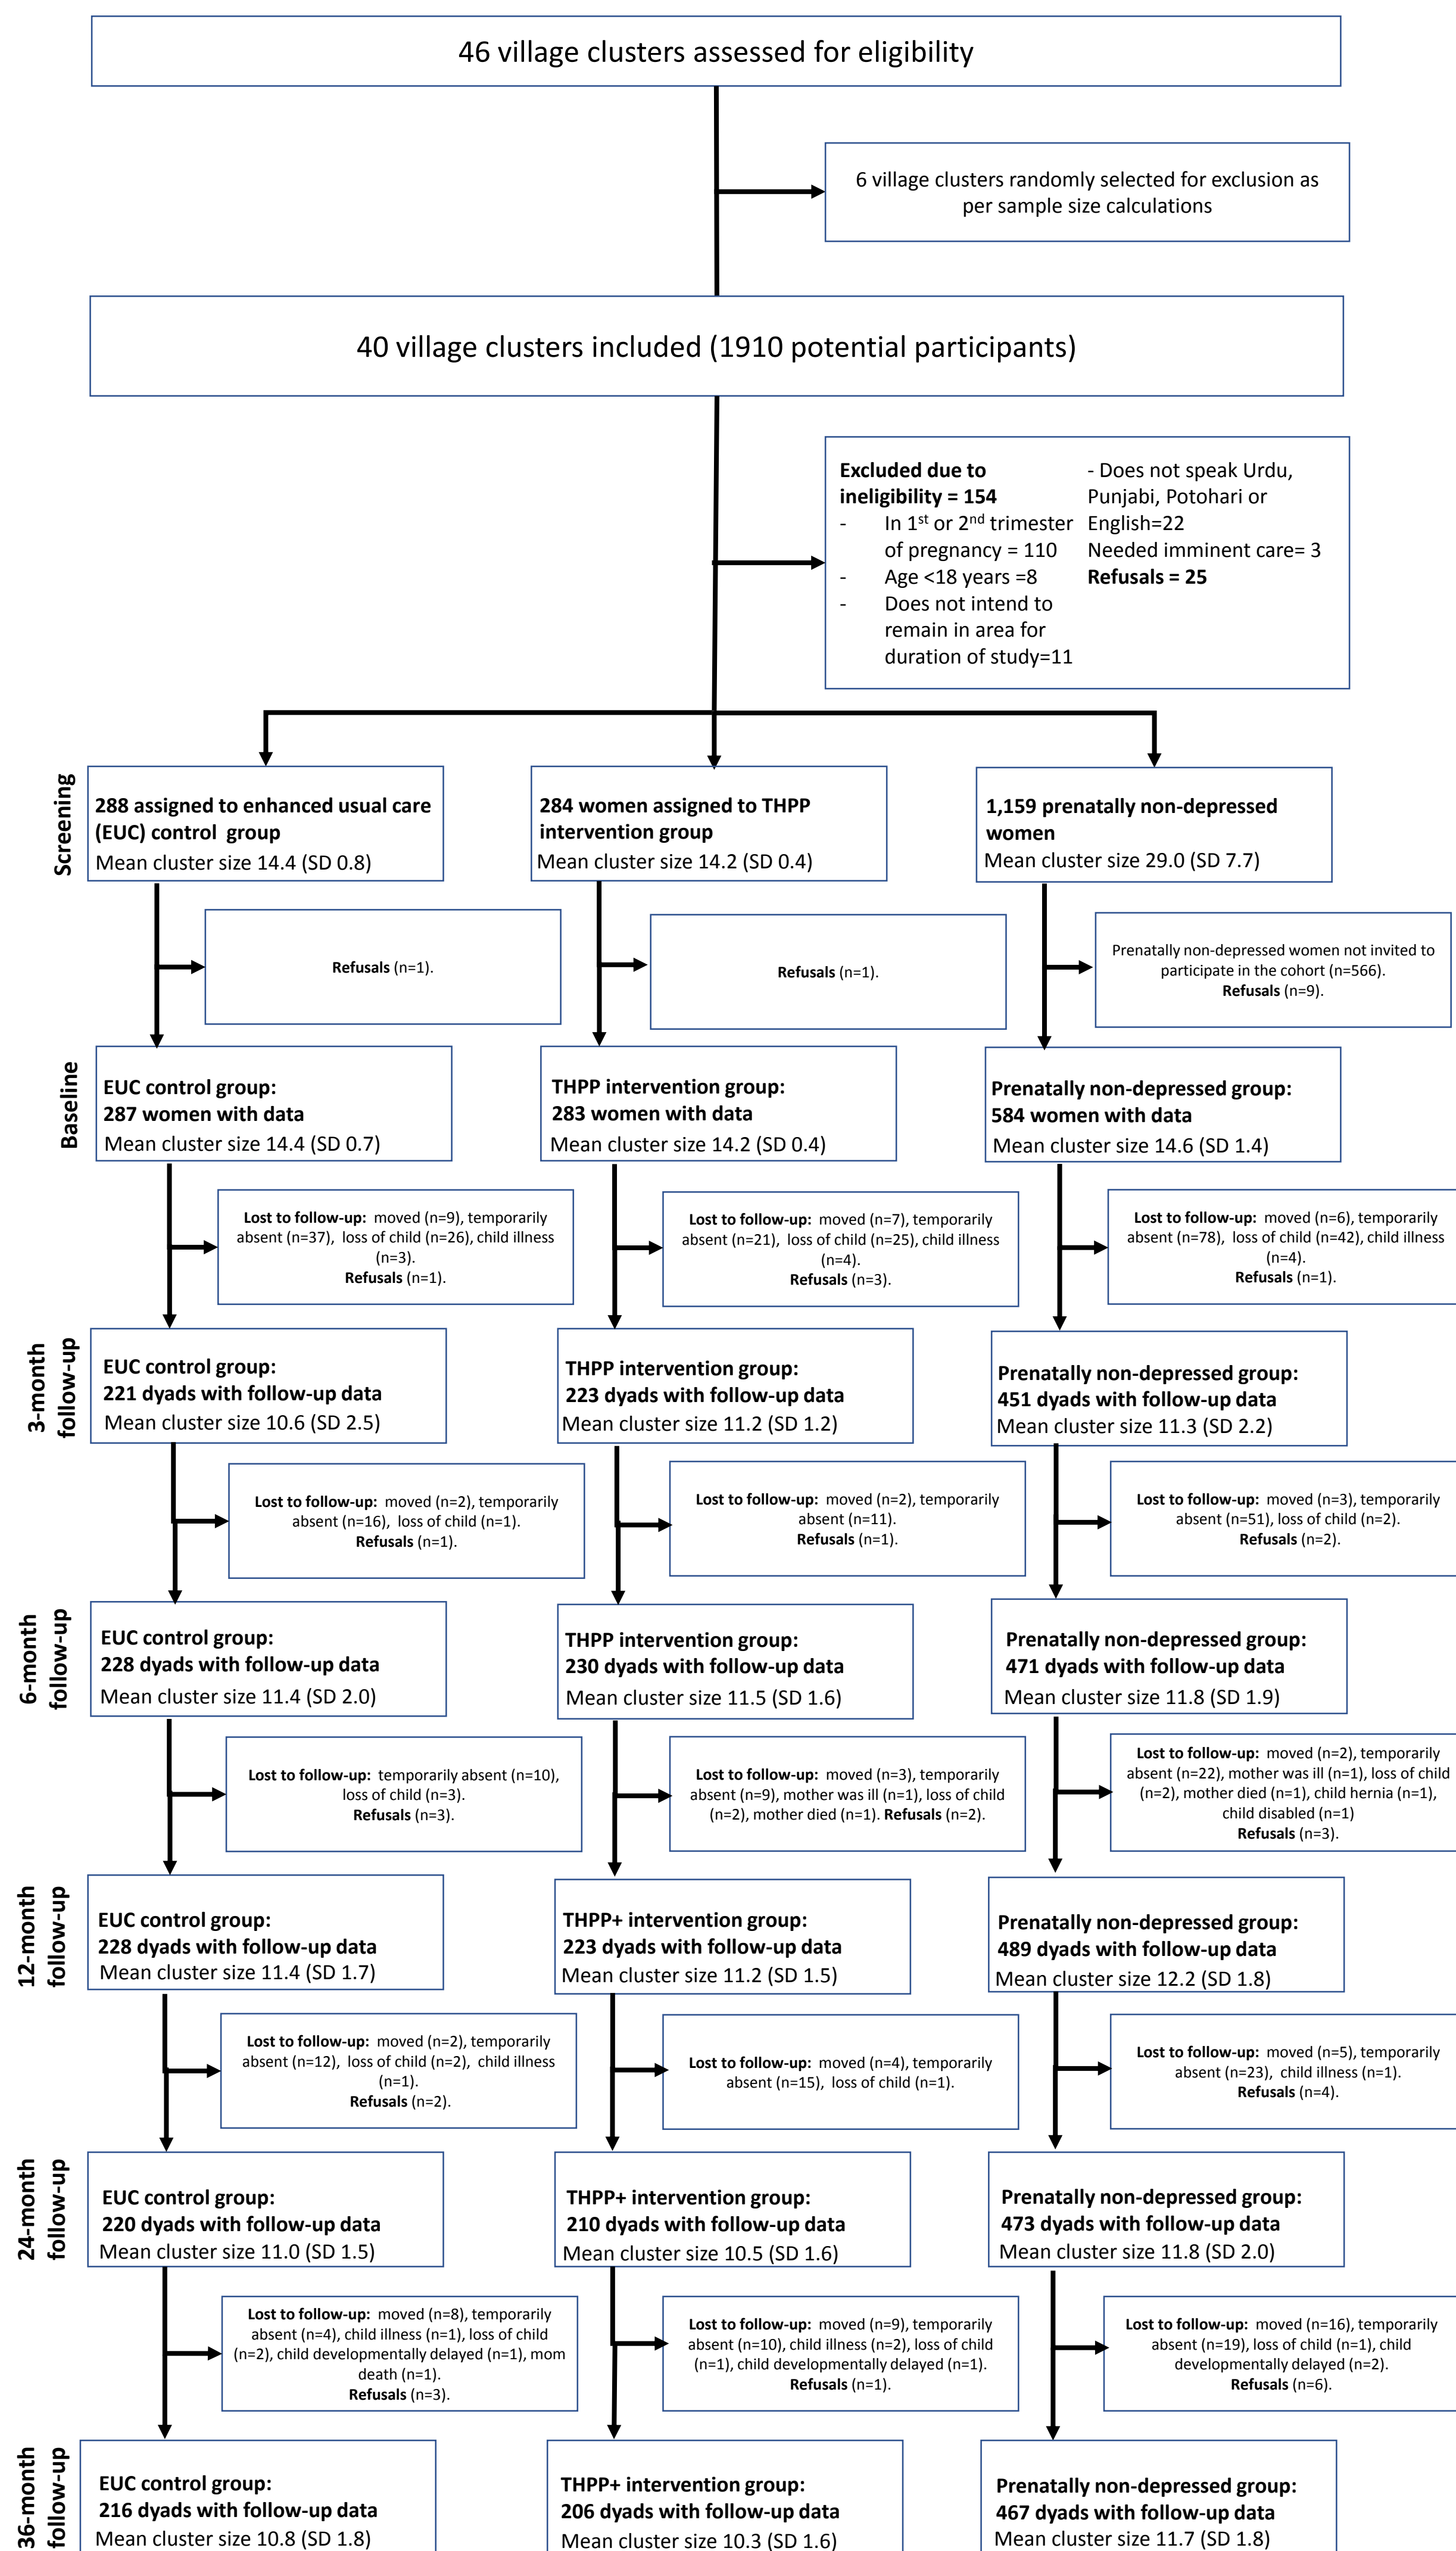 46 village clusters assessed for eligibility
6 village clusters randomly selected for exclusion as
per sample size calculations
40 village clusters included (1910 potential participants)
Excluded due to
ineligibility = 154
- In 1st or 2nd trimester
of pregnancy = 110
- Age <18 years =8
- Does not intend to
remain in area for
duration of study=11
- Does not speak Urdu,
Punjabi, Potohari or
English=22
Needed imminent care= 3
Refusals = 25
Screening
288 assigned to enhanced usual care
(EUC) control group
Mean cluster size 14.4 (SD 0.8)
284 women assigned to THPP
intervention group
Mean cluster size 14.2 (SD 0.4)
1,159 prenatally non-depressed
women
Mean cluster size 29.0 (SD 7.7)
Refusals (n=1).
Refusals (n=1).
Prenatally non-depressed women not invited to
participate in the cohort (n=566).
Refusals (n=9).
Baseline
EUC control group:
287 women with data
Mean cluster size 14.4 (SD 0.7)
THPP intervention group:
283 women with data
Mean cluster size 14.2 (SD 0.4)
Prenatally non-depressed group:
584 women with data
Mean cluster size 14.6 (SD 1.4)
Lost to follow-up: moved (n=9), temporarily
absent (n=37), loss of child (n=26), child illness
(n=3).
Refusals (n=1).
Lost to follow-up: moved (n=7), temporarily
absent (n=21), loss of child (n=25), child illness
(n=4).
Refusals (n=3).
Lost to follow-up: moved (n=6), temporarily
absent (n=78), loss of child (n=42), child illness
(n=4).
Refusals (n=1).
3-month
follow-up
EUC control group:
221 dyads with follow-up data
Mean cluster size 10.6 (SD 2.5)
THPP intervention group:
223 dyads with follow-up data
Mean cluster size 11.2 (SD 1.2)
Prenatally non-depressed group:
451 dyads with follow-up data
Mean cluster size 11.3 (SD 2.2)
Lost to follow-up: moved (n=2), temporarily
absent (n=16), loss of child (n=1).
Refusals (n=1).
Lost to follow-up: moved (n=2), temporarily
absent (n=11).
Refusals (n=1).
Lost to follow-up: moved (n=3), temporarily
absent (n=51), loss of child (n=2).
Refusals (n=2).
6-month
follow-up
EUC control group:
228 dyads with follow-up data
Mean cluster size 11.4 (SD 2.0)
THPP intervention group:
230 dyads with follow-up data
Mean cluster size 11.5 (SD 1.6)
Prenatally non-depressed group:
471 dyads with follow-up data
Mean cluster size 11.8 (SD 1.9)
Lost to follow-up: temporarily absent (n=10),
loss of child (n=3).
Refusals (n=3).
Lost to follow-up: moved (n=3), temporarily
absent (n=9), mother was ill (n=1), loss of child
(n=2), mother died (n=1). Refusals (n=2).
Lost to follow-up: moved (n=2), temporarily
absent (n=22), mother was ill (n=1), loss of child
(n=2), mother died (n=1), child hernia (n=1),
child disabled (n=1)
Refusals (n=3).
12-month
follow-up
EUC control group:
228 dyads with follow-up data
Mean cluster size 11.4 (SD 1.7)
THPP+ intervention group:
223 dyads with follow-up data
Mean cluster size 11.2 (SD 1.5)
Prenatally non-depressed group:
489 dyads with follow-up data
Mean cluster size 12.2 (SD 1.8)
Lost to follow-up: moved (n=2), temporarily
absent (n=12), loss of child (n=2), child illness
(n=1).
Refusals (n=2).
Lost to follow-up: moved (n=4), temporarily
absent (n=15), loss of child (n=1).
Lost to follow-up: moved (n=5), temporarily
absent (n=23), child illness (n=1).
Refusals (n=4).
24-month
follow-up
EUC control group:
220 dyads with follow-up data
Mean cluster size 11.0 (SD 1.5)
THPP+ intervention group:
210 dyads with follow-up data
Mean cluster size 10.5 (SD 1.6)
Prenatally non-depressed group:
473 dyads with follow-up data
Mean cluster size 11.8 (SD 2.0)
Lost to follow-up: moved (n=8), temporarily
absent (n=4), child illness (n=1), loss of child
(n=2), child developmentally delayed (n=1), mom
death (n=1).
Refusals (n=3).
Lost to follow-up: moved (n=9), temporarily
absent (n=10), child illness (n=2), loss of child
(n=1), child developmentally delayed (n=1).
Refusals (n=1).
Lost to follow-up: moved (n=16), temporarily
absent (n=19), loss of child (n=1), child
developmentally delayed (n=2).
Refusals (n=6).
36-month
follow-up
EUC control group:
216 dyads with follow-up data
Mean cluster size 10.8 (SD 1.8)
THPP+ intervention group:
206 dyads with follow-up data
Mean cluster size 10.3 (SD 1.6)
Prenatally non-depressed group:
467 dyads with follow-up data
Mean cluster size 11.7 (SD 1.8)